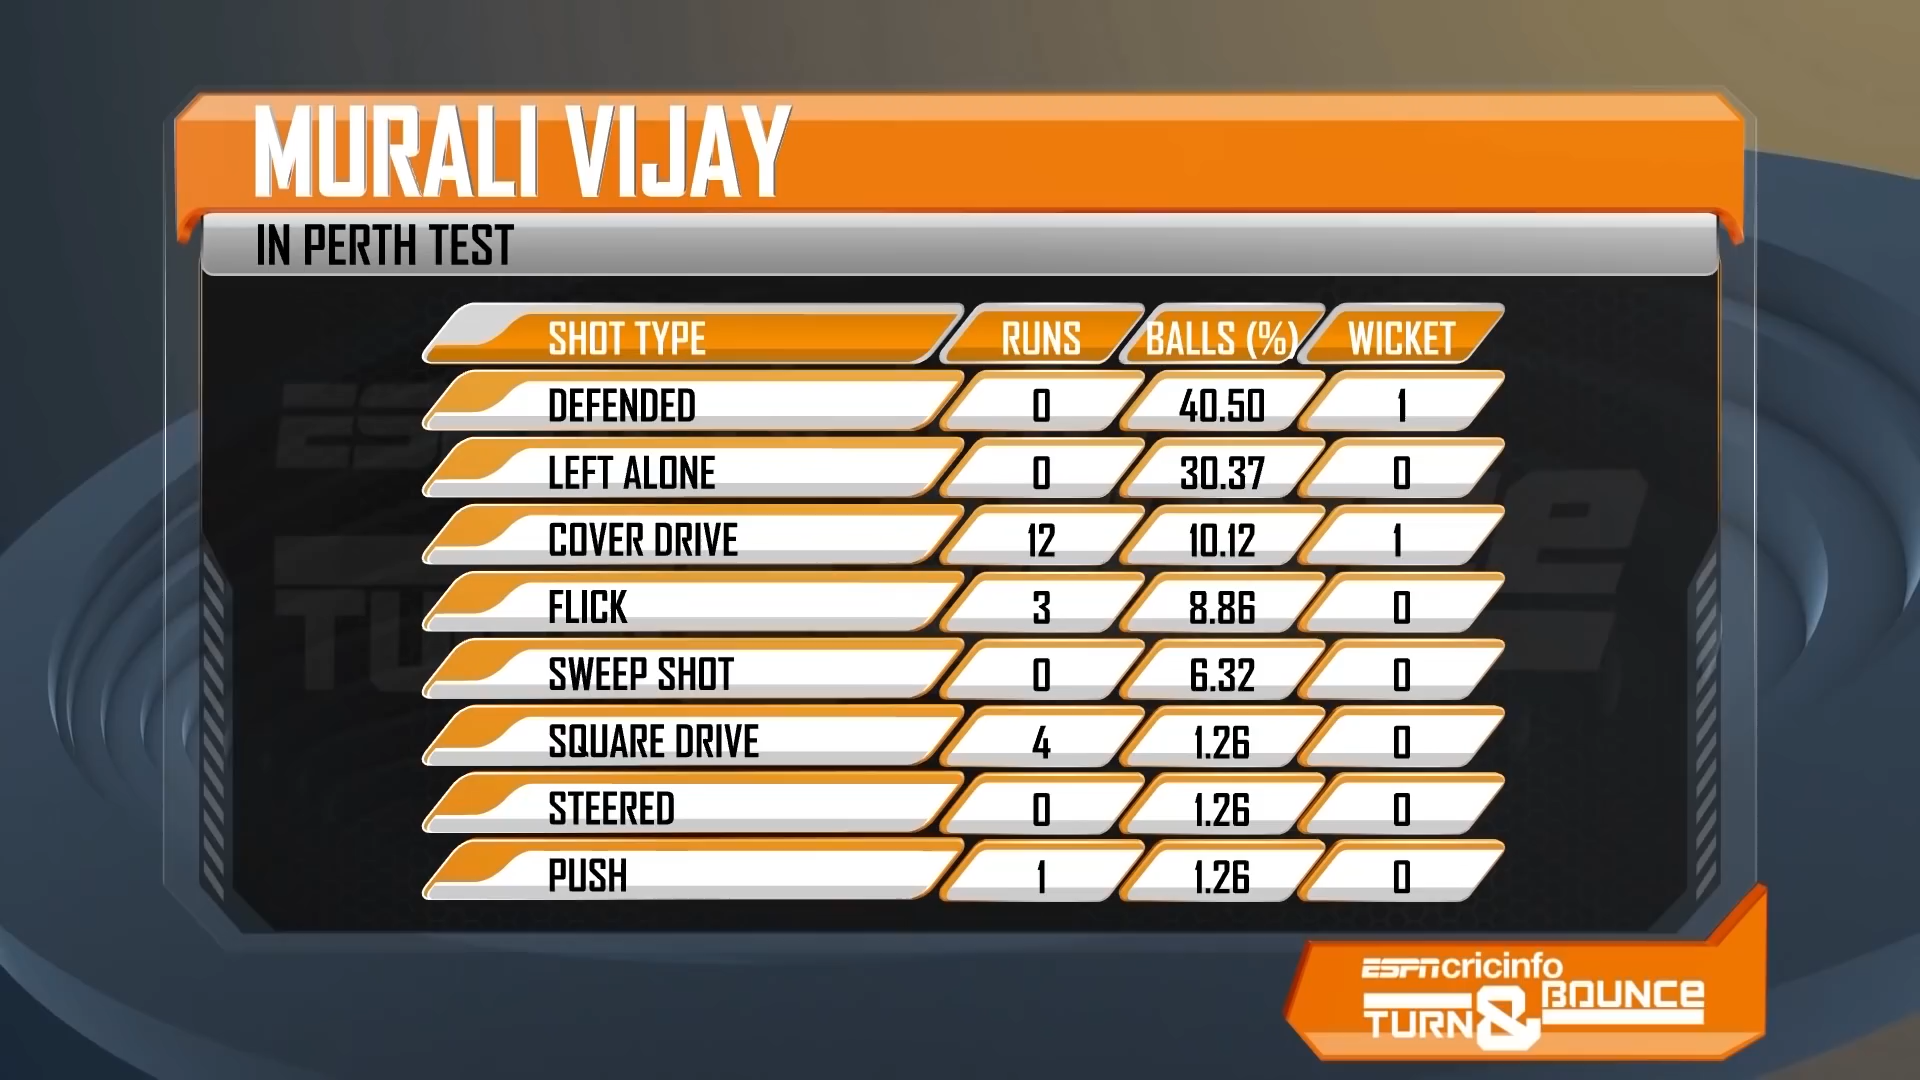 MURALI VIJAY
IN PERTH TEST
SHOT TYPE RUNS BALLS (%) WICKET
DEFENDED 0 40.50 1
LEFT ALONE 0 30.37 0
COVER DRIVE 12 10.12 1
FLICK 3 8.86 0
SWEEP SHOT 0 6.32 0
SQUARE DRIVE 4 1.26 0
STEERED 0 1.26 0
PUSH 1 1.26 0
ESPN cricinfo
TURN & BOUNCE